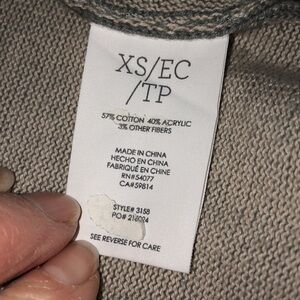 XS/EC
/TP
57% COTTON 40% ACRYLIC
3% OTHER FIBERS
MADE IN CHINA
HECHO EN CHINA
FABRIQUÉ EN CHINE
RN#54077
CA#59814
STYLE# 3158
PO#
SEE REVERSE FOR CARE